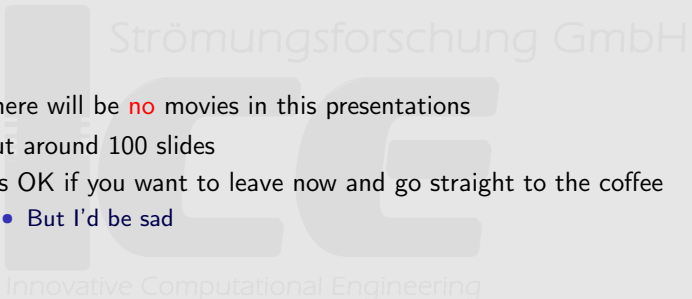 Strömungsforschung GmbH
here will be no movies in this presentations
ut around 100 slides
s OK if you want to leave now and go straight to the coffee
• But I'd be sad
ICE
Innovative Computational Engineering